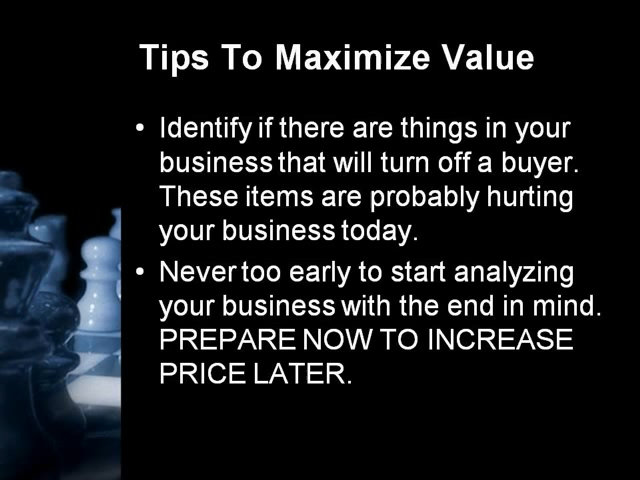 Tips To Maximize Value
• Identify if there are things in your
business that will turn off a buyer.
These items are probably hurting
your business today.
• Never too early to start analyzing
your business with the end in mind.
PREPARE NOW TO INCREASE
PRICE LATER.